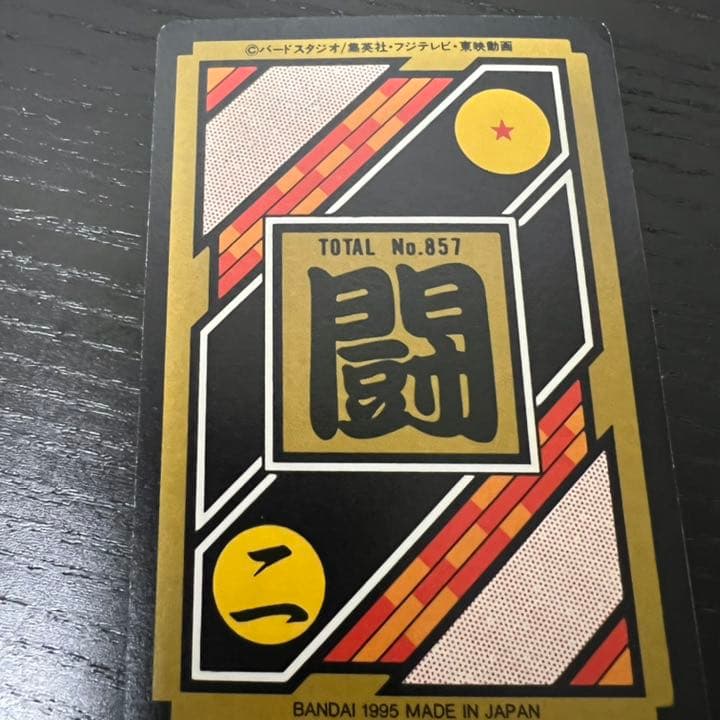 ©バードスタジオ/集英社・フジテレビ・東映動画
TOTAL No.857
闘
二
BANDAI 1995 MADE IN JAPAN